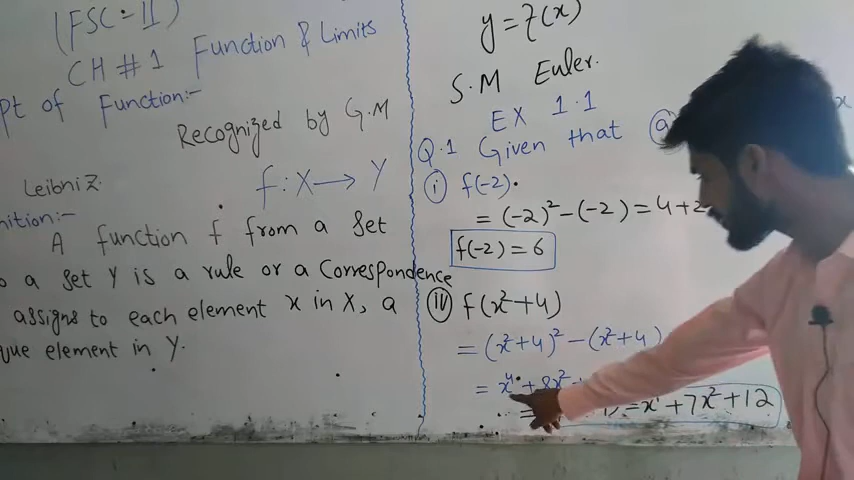 (FSC-II)
CH #1 Function & Limits
pt of Function:-
Recognized by G.M
Leibniz
f : X → Y
nition:-
A function f from a set
a set Y is a rule or a Correspondence
assigns to each element x in X, a
que element in Y.
y = f(x)
S.M Euler.
EX 1.1
Q.1 Given that (a)
(i) f(-2).
= (-2)² - (-2) = 4+2
f(-2) = 6
(iv) f(x²+4)
= (x²+4)² - (x²+4)
= x⁴ + 8x²
+7x²+12